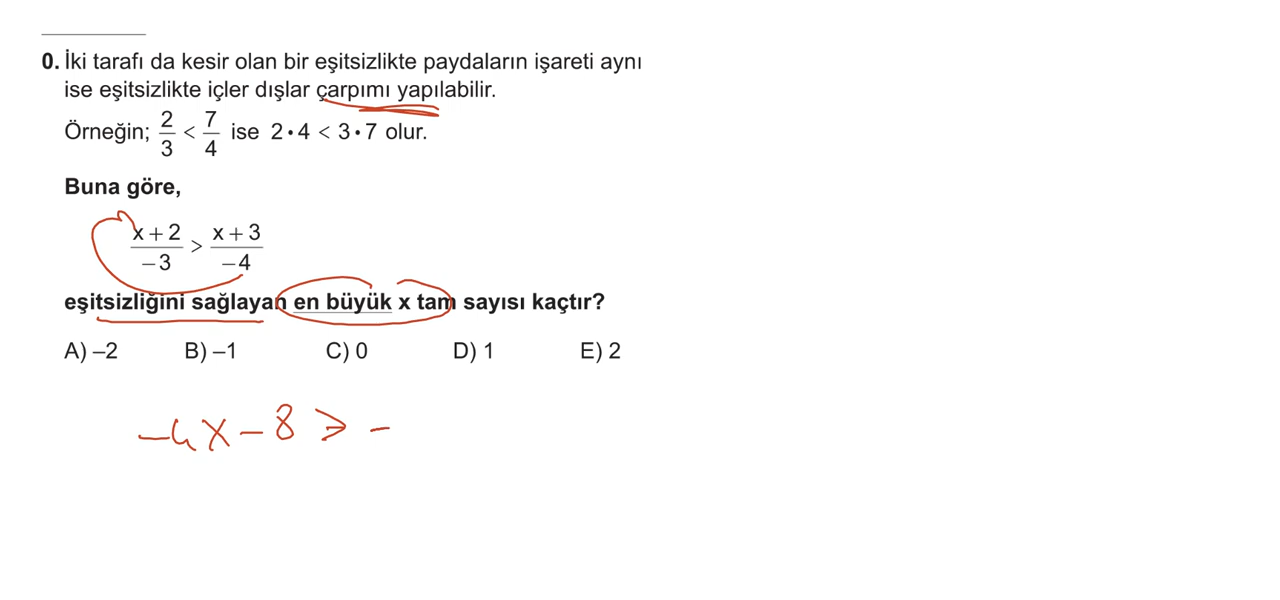 0. İki tarafı da kesir olan bir eşitsizlikte paydaların işareti aynı
ise eşitsizlikte içler dışlar çarpımı yapılabilir.
Örneğin; 2/3 < 7/4 ise 2·4 < 3·7 olur.
Buna göre,
x+2/−3 > x+3/−4
eşitsizliğini sağlayan en büyük x tam sayısı kaçtır?
A) –2 B) –1 C) 0 D) 1 E) 2
−4x − 8 > −